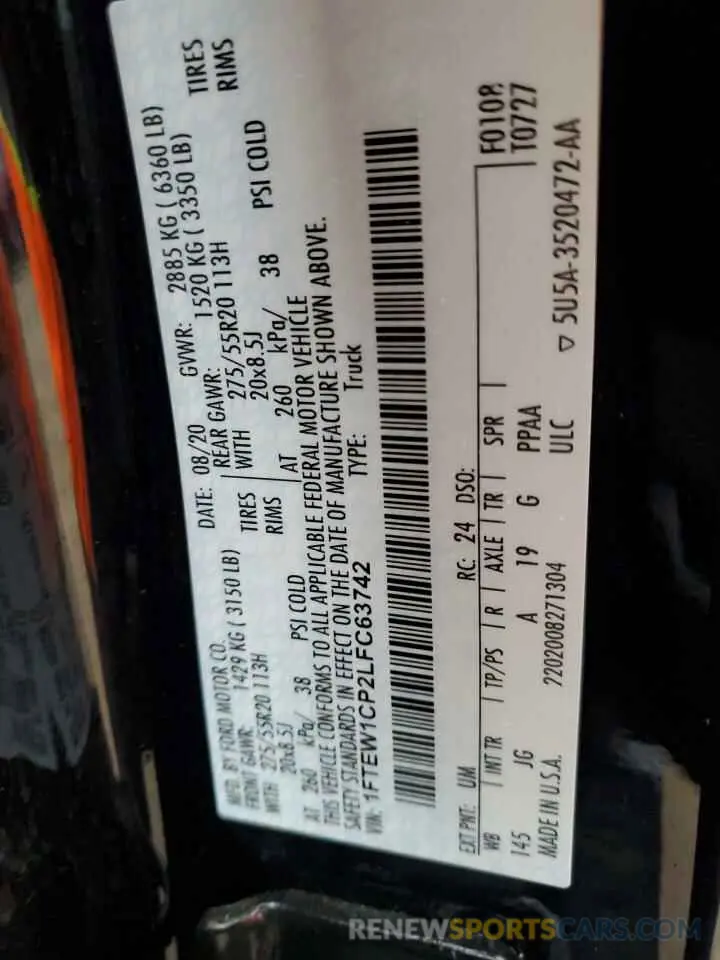 MFD. BY FORD MOTOR CO.
DATE: 08/20 GVWR: 2885 KG ( 6360 LB)
FRONT GAWR: 1429 KG ( 3150 LB)
REAR GAWR: 1520 KG ( 3350 LB)
WITH 275/55R20 113H TIRES
WITH 275/55R20 113H TIRES
20x8.5J RIMS
20x8.5J RIMS
AT 260 kPa/ 38 PSI COLD
AT 260 kPa/ 38 PSI COLD
THIS VEHICLE CONFORMS TO ALL APPLICABLE FEDERAL MOTOR VEHICLE
SAFETY STANDARDS IN EFFECT ON THE DATE OF MANUFACTURE SHOWN ABOVE.
VIN: 1FTEW1CP2LFC63742 TYPE: Truck
EXT PNT: UM RC: 24 DSO:
F0108
T0727
WB INT TR TP/PS R AXLE TR SPR
145 JG A 19 G PPAA
ULC
MADE IN U.S.A. 2202008271304
▽ 5U5A-3520472-AA
RENEWSPORTSCARS.COM